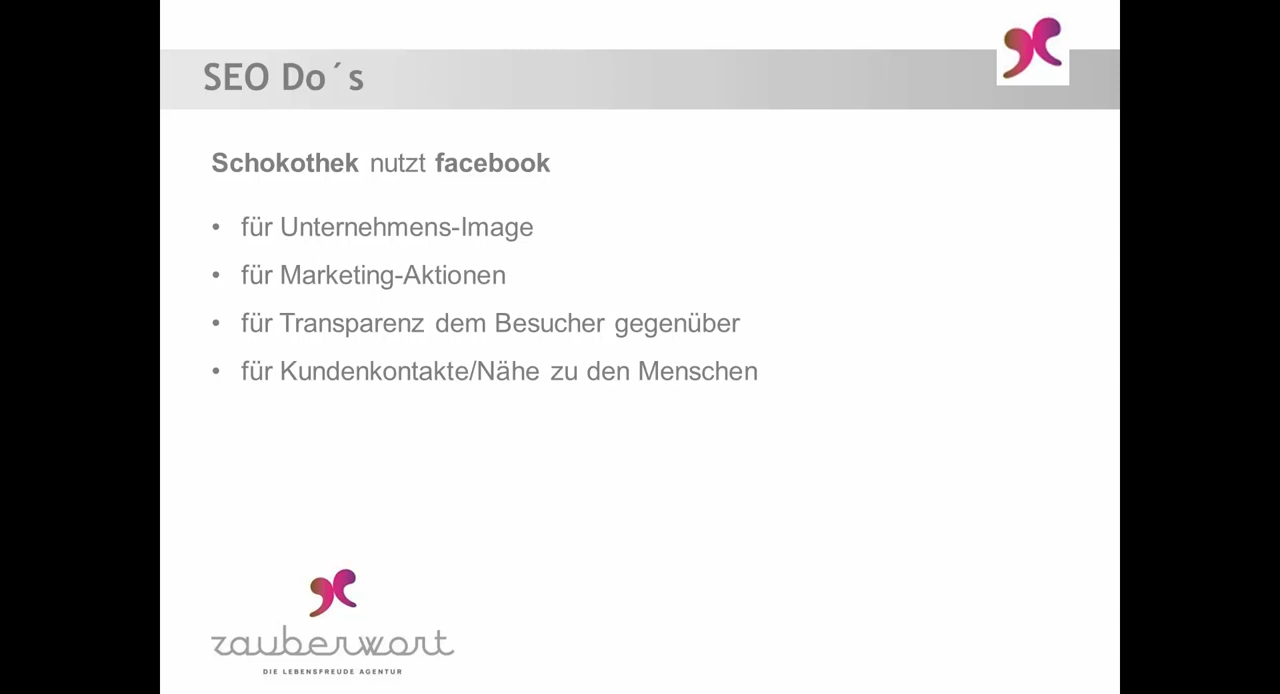 SEO Do´s
Schokothek nutzt facebook
• für Unternehmens-Image
• für Marketing-Aktionen
• für Transparenz dem Besucher gegenüber
• für Kundenkontakte/Nähe zu den Menschen
zauberwort
DIE LEBENSFREUDE AGENTUR